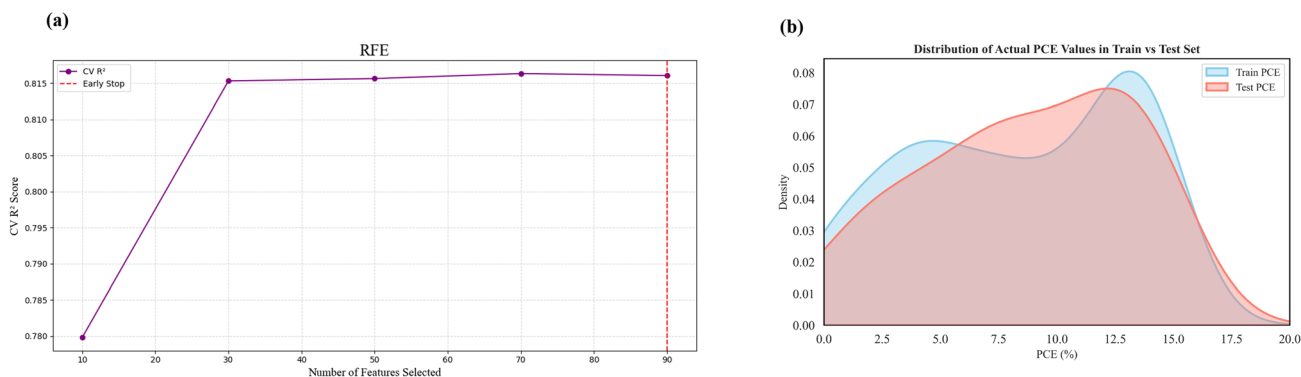 (a)
RFE
CV R²
Early Stop
0.815
0.810
0.805
0.800
0.795
0.790
0.785
0.780
CV R² Score
10 20 30 40 50 60 70 80 90
Number of Features Selected
(b)
Distribution of Actual PCE Values in Train vs Test Set
Train PCE
Test PCE
0.08
0.07
0.06
0.05
0.04
0.03
0.02
0.01
0.00
Density
0.0 2.5 5.0 7.5 10.0 12.5 15.0 17.5 20.0
PCE (%)